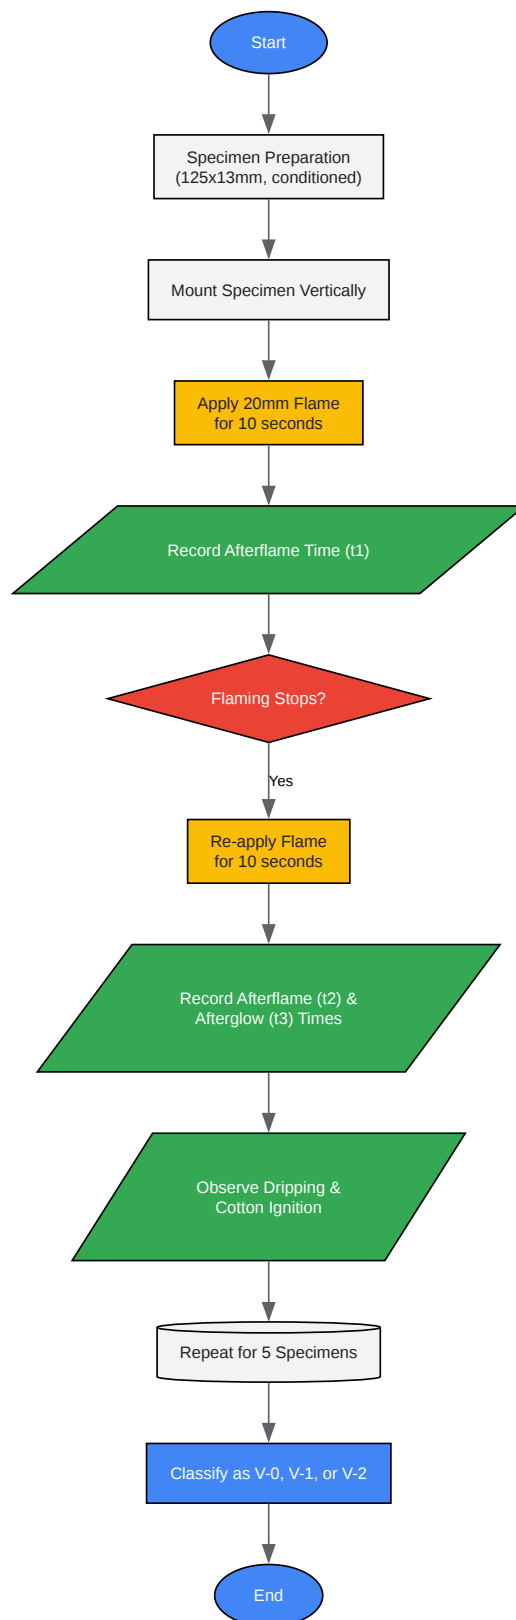 Start
Specimen Preparation
(125x13mm, conditioned)
Mount Specimen Vertically
Apply 20mm Flame
for 10 seconds
Record Afterflame Time (t1)
Flaming Stops?
Yes
Re-apply Flame
for 10 seconds
Record Afterflame (t2) &
Afterglow (t3) Times
Observe Dripping &
Cotton Ignition
Repeat for 5 Specimens
Classify as V-0, V-1, or V-2
End